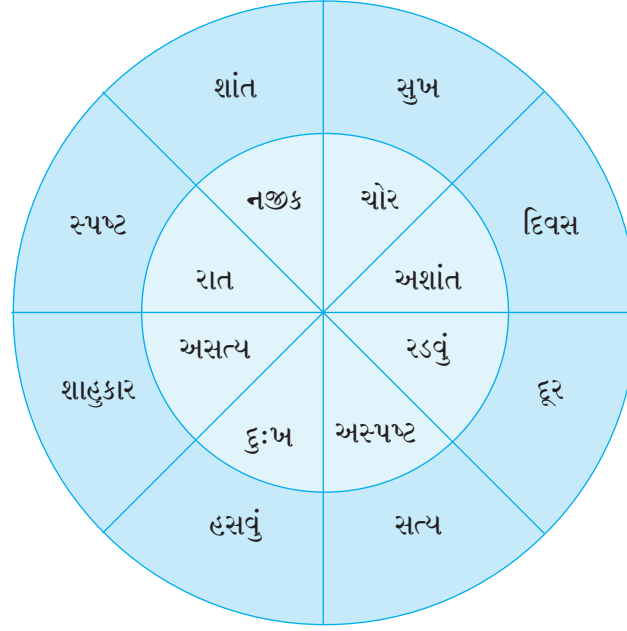 શાંત
સુખ
દિવસ
દૂર
સત્ય
હસવું
શાહુકાર
સ્પષ્ટ
નજીક
ચોર
અશાંત
રડવું
અસ્પષ્ટ
દુઃખ
અસત્ય
રાત